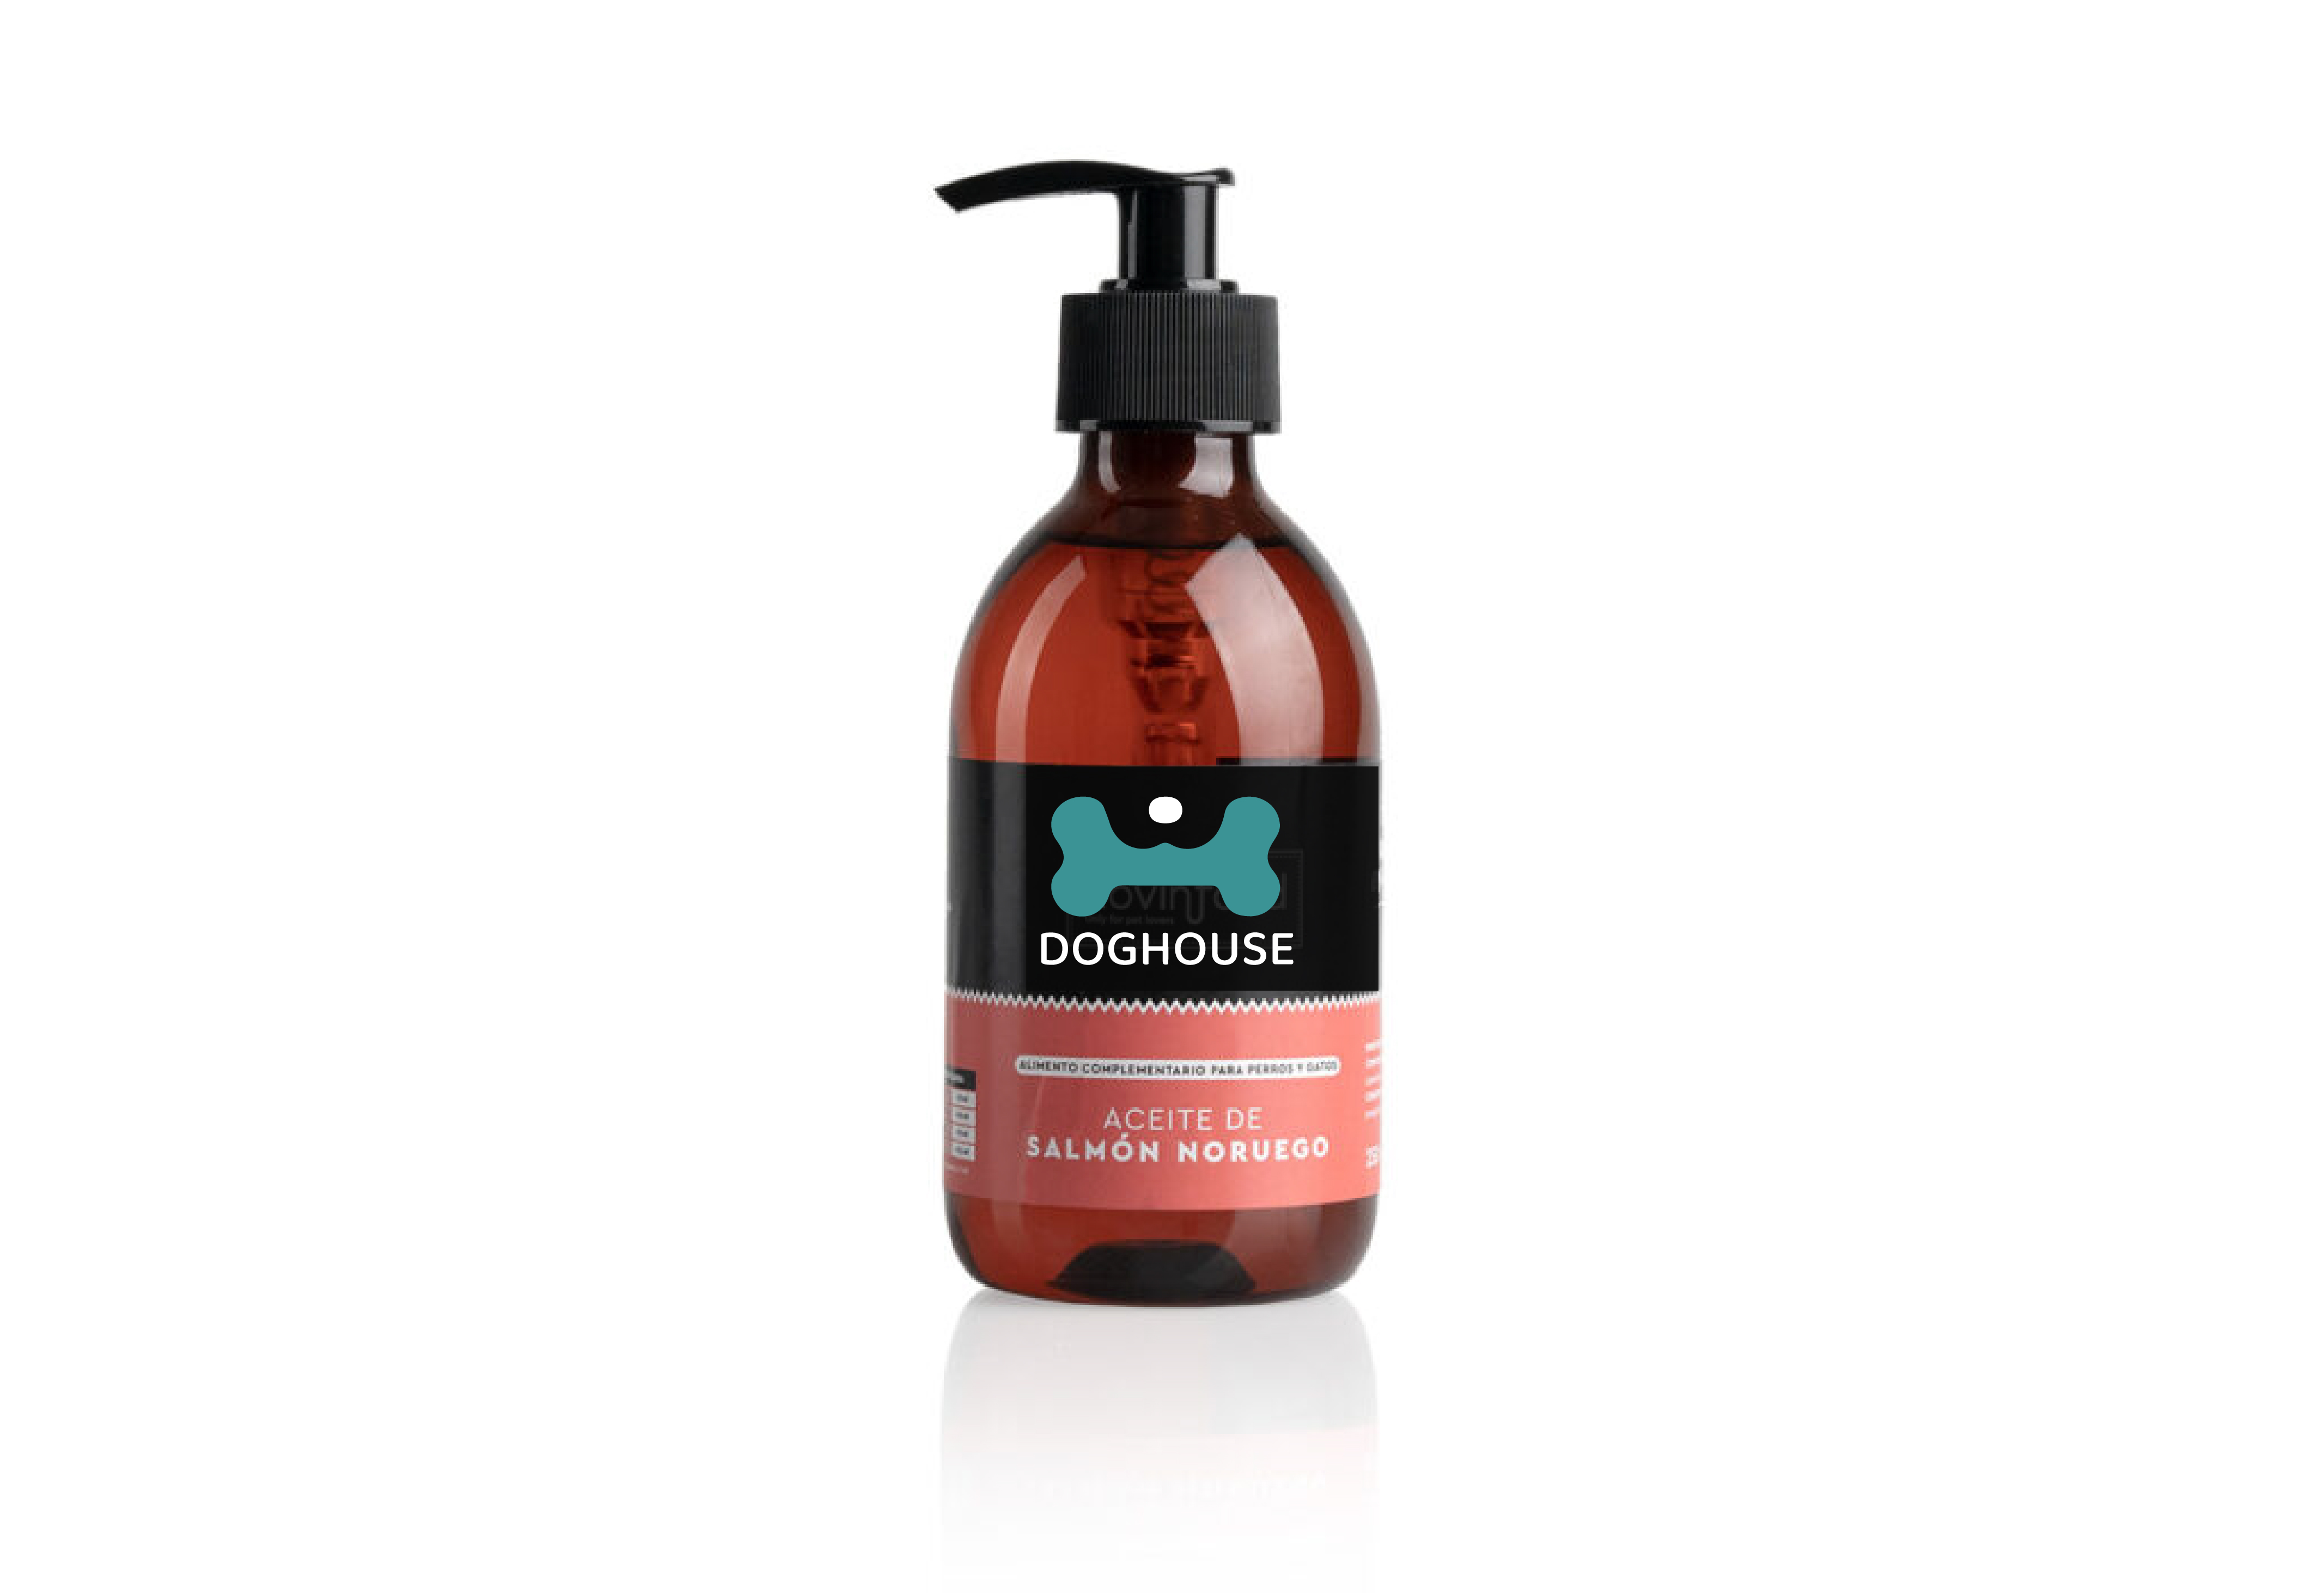 DOGHOUSE
ALIMENTO COMPLEMENTARIO PARA PERROS Y GATOS
ACEITE DE
SALMÓN NORUEGO